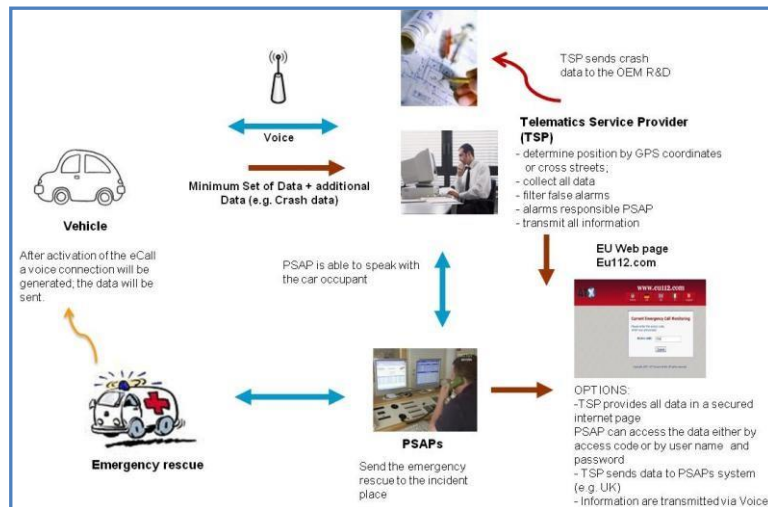 TSP sends crash
data to the OEM R&D
Telematics Service Provider
(TSP)
- determine position by GPS coordinates
or cross streets;
- collect all data
- filter false alarms
- alarms responsible PSAP
- transmit all information
Voice
Minimum Set of Data + additional
Data (e.g. Crash data)
Vehicle
After activation of the eCall
a voice connection will be
generated; the data will be
sent.
PSAP is able to speak with
the car occupant
EU Web page
Eu112.com
www.eu112.com
Current Emergency Call Monitoring
OPTIONS:
-TSP provides all data in a secured
internet page
PSAP can access the data either by
access code or by user name and
password
- TSP sends data to PSAPs system
(e.g. UK)
- Information are transmitted via Voice
Emergency rescue
PSAPs
Send the emergency
rescue to the incident
place